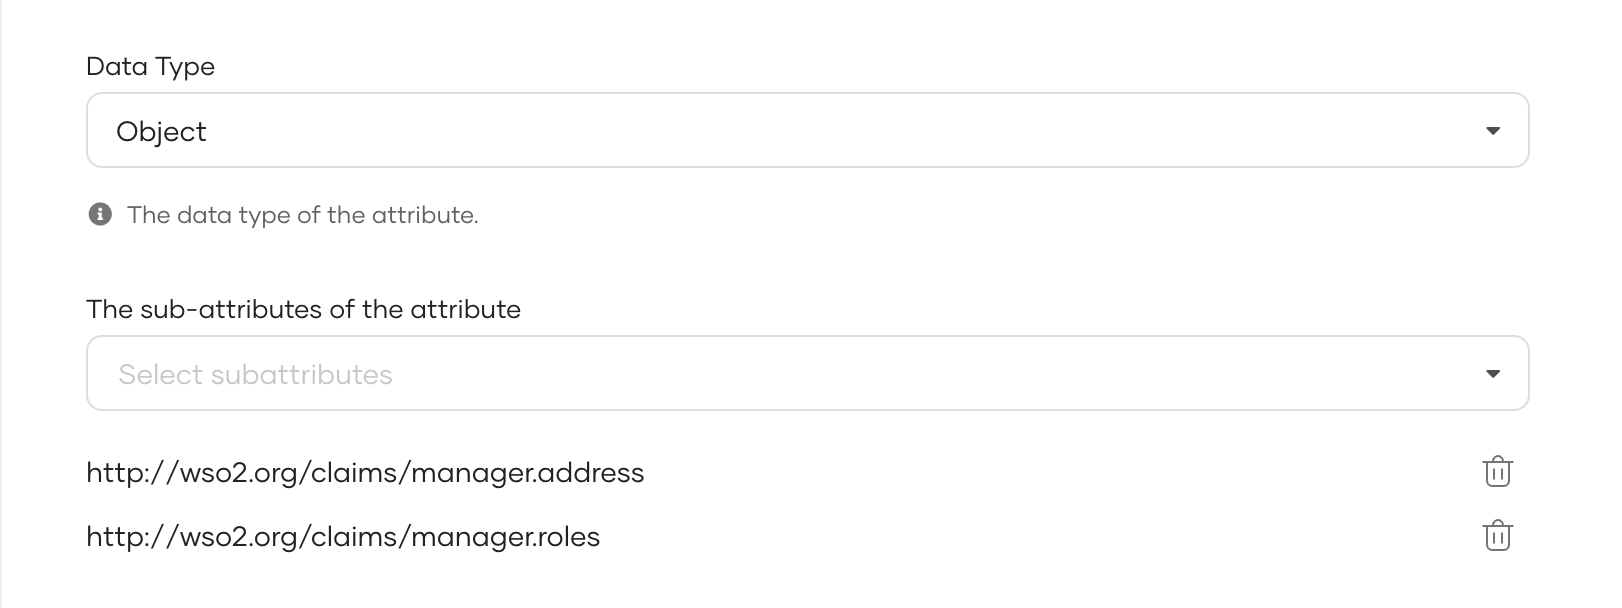 Data Type
Object
The data type of the attribute.
The sub-attributes of the attribute
Select subattributes
http://wso2.org/claims/manager.address
http://wso2.org/claims/manager.roles